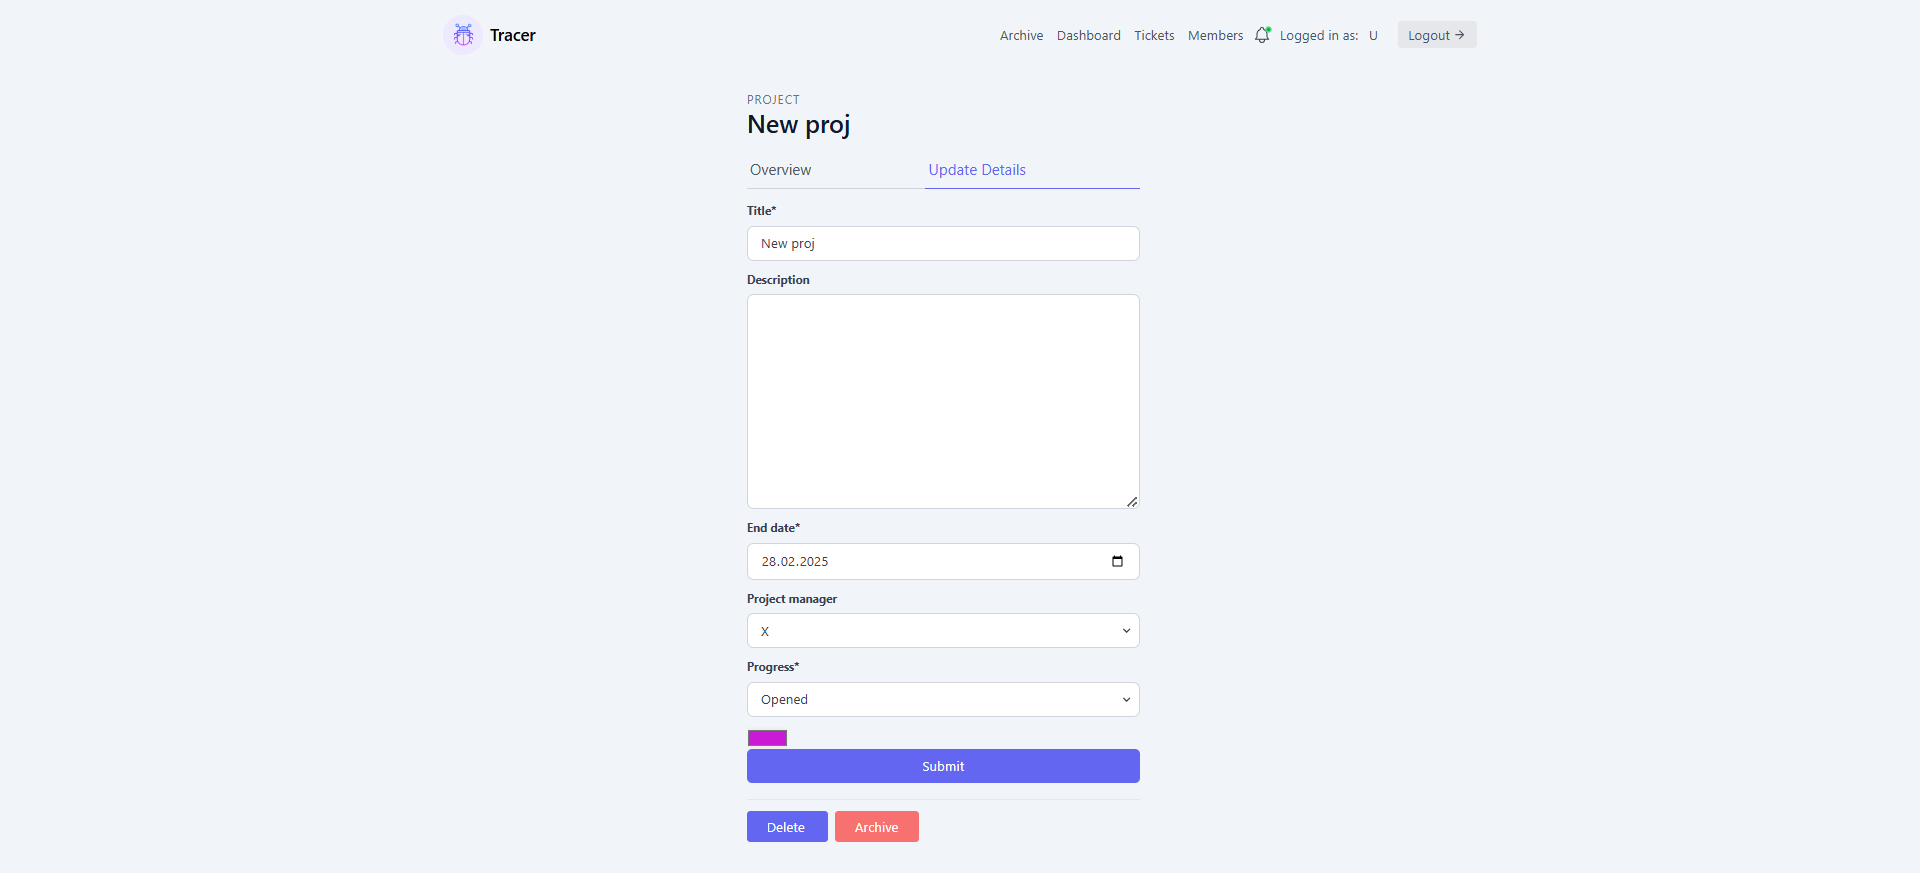 Tracer
Archive Dashboard Tickets Members Logged in as: U Logout →
PROJECT
New proj
Overview Update Details
Title*
New proj
Description
End date*
28.02.2025
Project manager
X
Progress*
Opened
Submit
Delete Archive